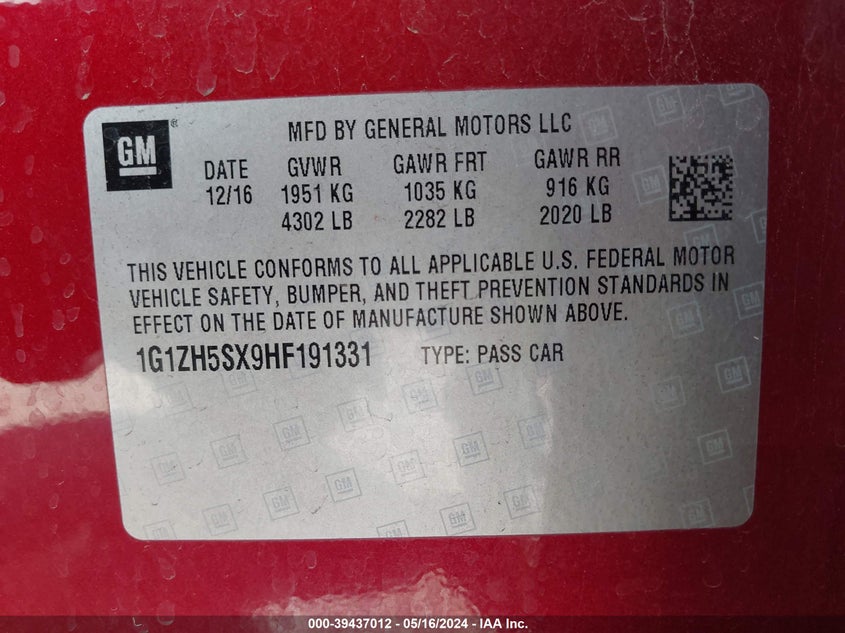 GM
MFD BY GENERAL MOTORS LLC
DATE GVWR GAWR FRT GAWR RR
12/16 1951 KG 1035 KG 916 KG
4302 LB 2282 LB 2020 LB
THIS VEHICLE CONFORMS TO ALL APPLICABLE U.S. FEDERAL MOTOR
VEHICLE SAFETY, BUMPER, AND THEFT PREVENTION STANDARDS IN
EFFECT ON THE DATE OF MANUFACTURE SHOWN ABOVE.
1G1ZH5SX9HF191331 TYPE: PASS CAR
000-39437012 - 05/16/2024 - IAA Inc.